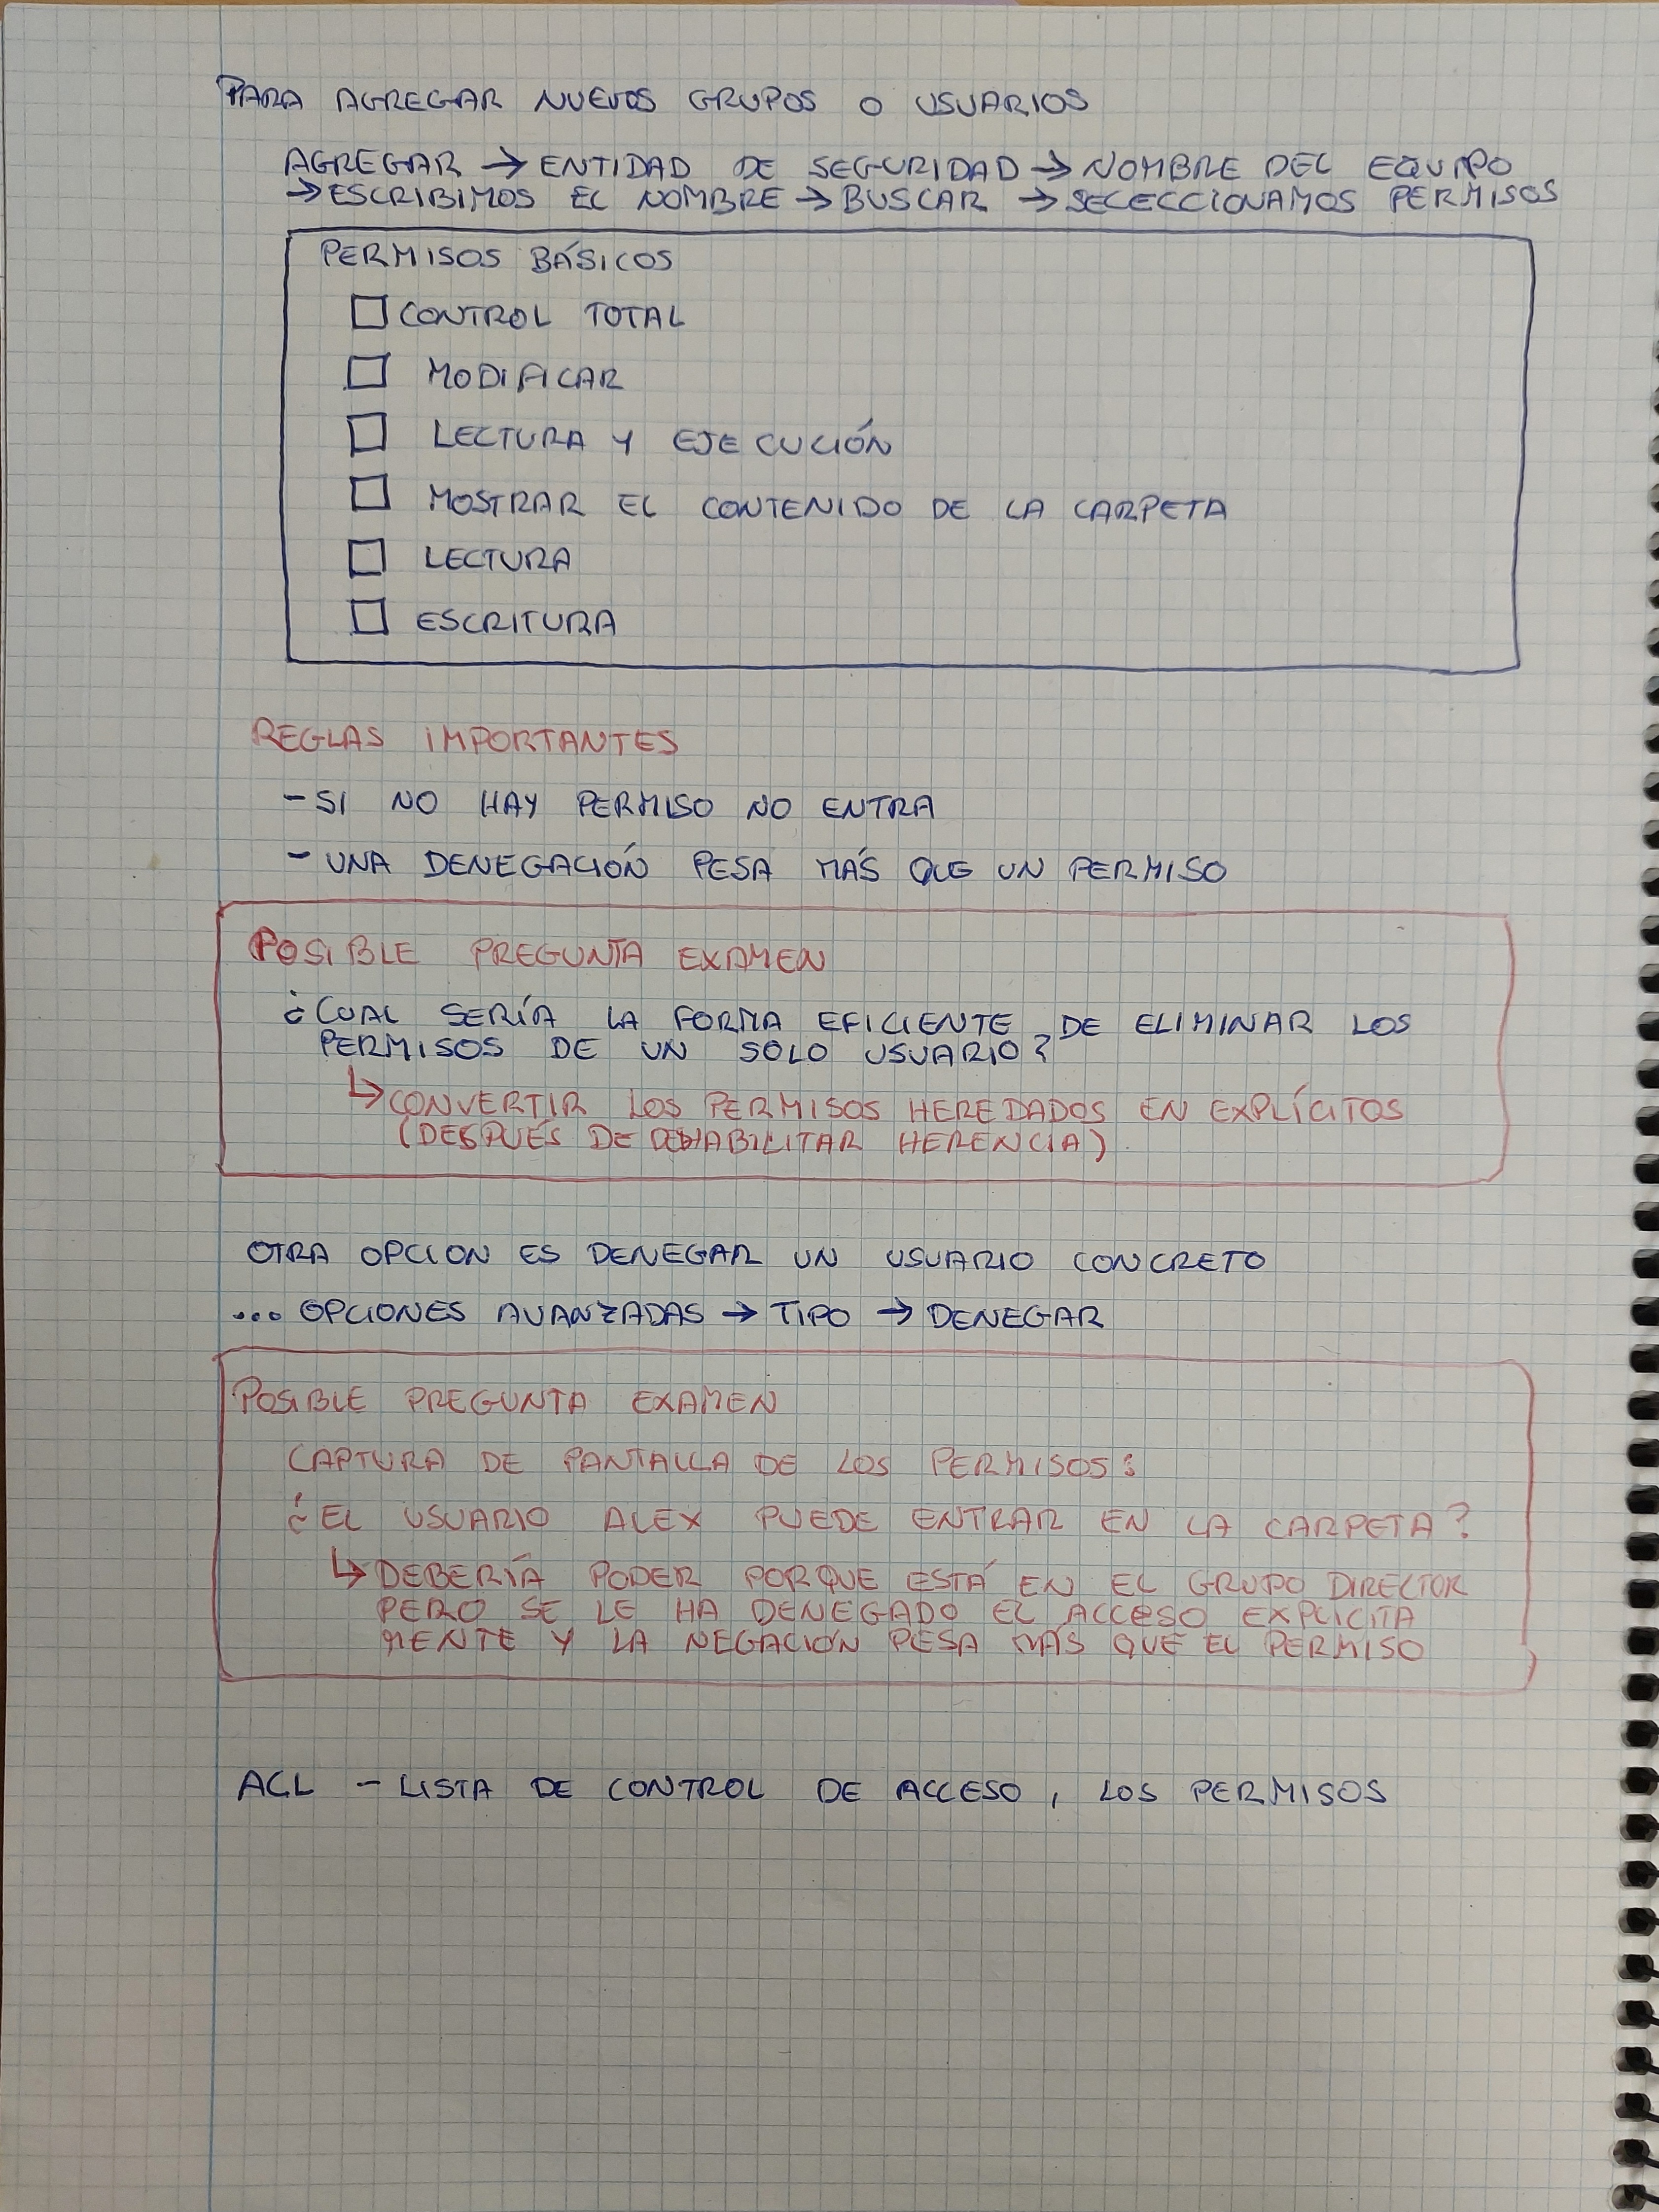 PARA AGREGAR NUEVOS GRUPOS O USUARIOS
AGREGAR → ENTIDAD DE SEGURIDAD → NOMBRE DEL EQUIPO
→ ESCRIBIMOS EL NOMBRE → BUSCAR → SELECCIONAMOS PERMISOS
PERMISOS BÁSICOS
☐ CONTROL TOTAL
☐ MODIFICAR
☐ LECTURA Y EJECUCIÓN
☐ MOSTRAR EL CONTENIDO DE LA CARPETA
☐ LECTURA
☐ ESCRITURA
REGLAS IMPORTANTES
- SI NO HAY PERMISO NO ENTRA
- UNA DENEGACIÓN PESA MÁS QUE UN PERMISO
POSIBLE PREGUNTA EXAMEN
¿CUAL SERÍA LA FORMA EFICIENTE DE ELIMINAR LOS
PERMISOS DE UN SOLO USUARIO?
↳ CONVERTIR LOS PERMISOS HEREDADOS EN EXPLÍCITOS
(DESPUÉS DE DESHABILITAR HERENCIA)
OTRA OPCION ES DENEGAR UN USUARIO CONCRETO
... OPCIONES AVANZADAS → TIPO → DENEGAR
POSIBLE PREGUNTA EXAMEN
CAPTURA DE PANTALLA DE LOS PERMISOS:
¿EL USUARIO ALEX PUEDE ENTRAR EN LA CARPETA?
↳ DEBERÍA PODER PORQUE ESTÁ EN EL GRUPO DIRECTOR
PERO SE LE HA DENEGADO EL ACCESO EXPLICITA
MENTE Y LA NEGACIÓN PESA MÁS QUE EL PERMISO
ACL - LISTA DE CONTROL DE ACCESO, LOS PERMISOS